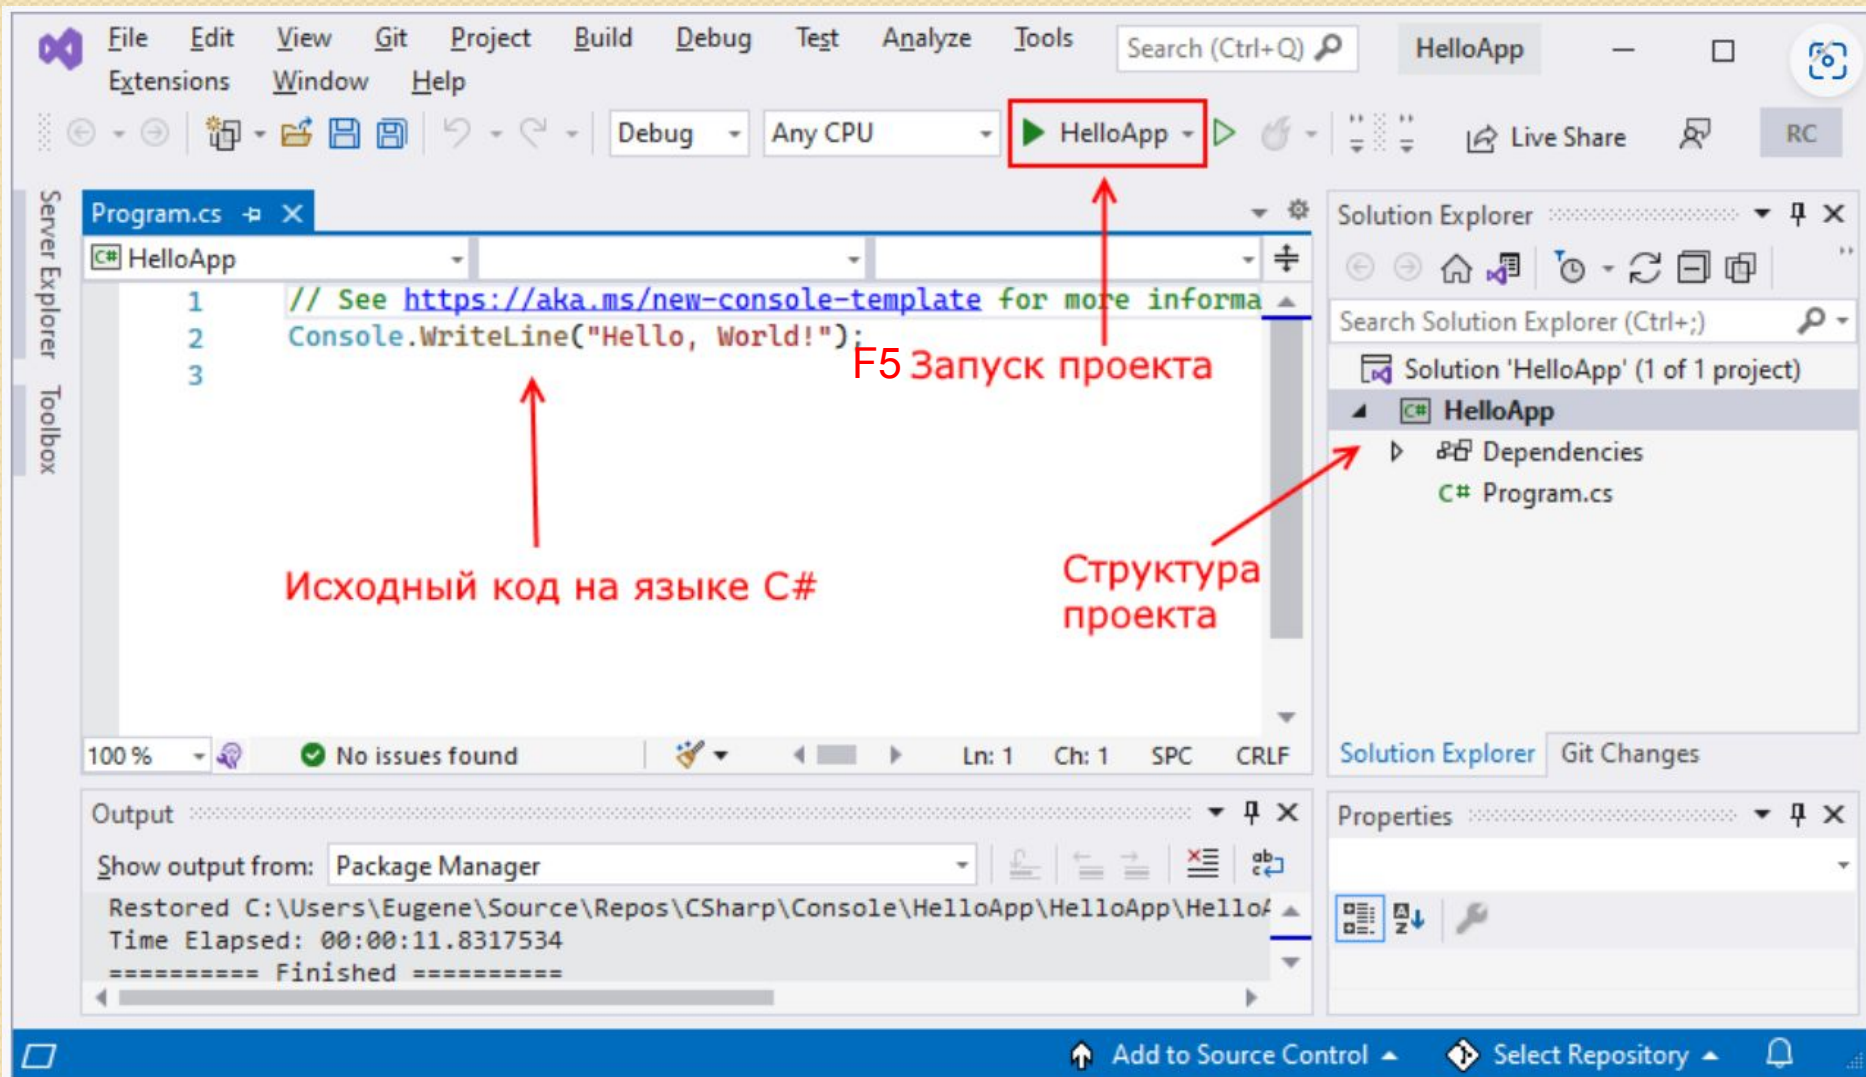 File Edit View Git Project Build Debug Test Analyze Tools Search (Ctrl+Q) HelloApp
Extensions Window Help
Debug Any CPU HelloApp Live Share RC
Server Explorer
Toolbox
Program.cs
C# HelloApp
1 // See https://aka.ms/new-console-template for more informa
2 Console.WriteLine("Hello, World!");
3
F5 Запуск проекта
Исходный код на языке C#
Структура
проекта
100 % No issues found Ln: 1 Ch: 1 SPC CRLF
Solution Explorer
Search Solution Explorer (Ctrl+;)
Solution 'HelloApp' (1 of 1 project)
C# HelloApp
Dependencies
C# Program.cs
Solution Explorer Git Changes
Output
Show output from: Package Manager
Restored C:\Users\Eugene\Source\Repos\CSharp\Console\HelloApp\HelloApp\HelloA
Time Elapsed: 00:00:11.8317534
========== Finished ==========
Properties
Add to Source Control Select Repository